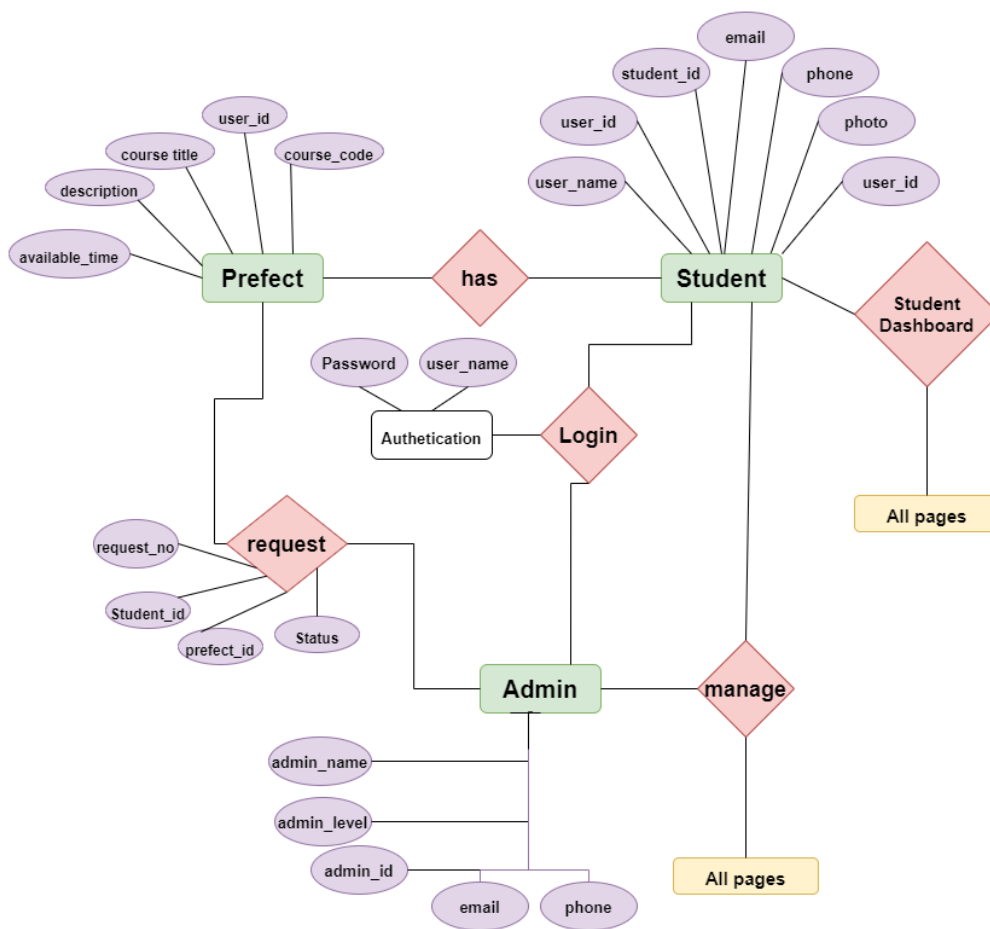 email
student_id
phone
user_id
user_id
photo
course title
course_code
user_name
user_id
description
available_time
Prefect
has
Student
Student
Dashboard
Password
user_name
Authetication
Login
All pages
request
request_no
Student_id
Status
prefect_id
Admin
manage
admin_name
admin_level
admin_id
All pages
email
phone